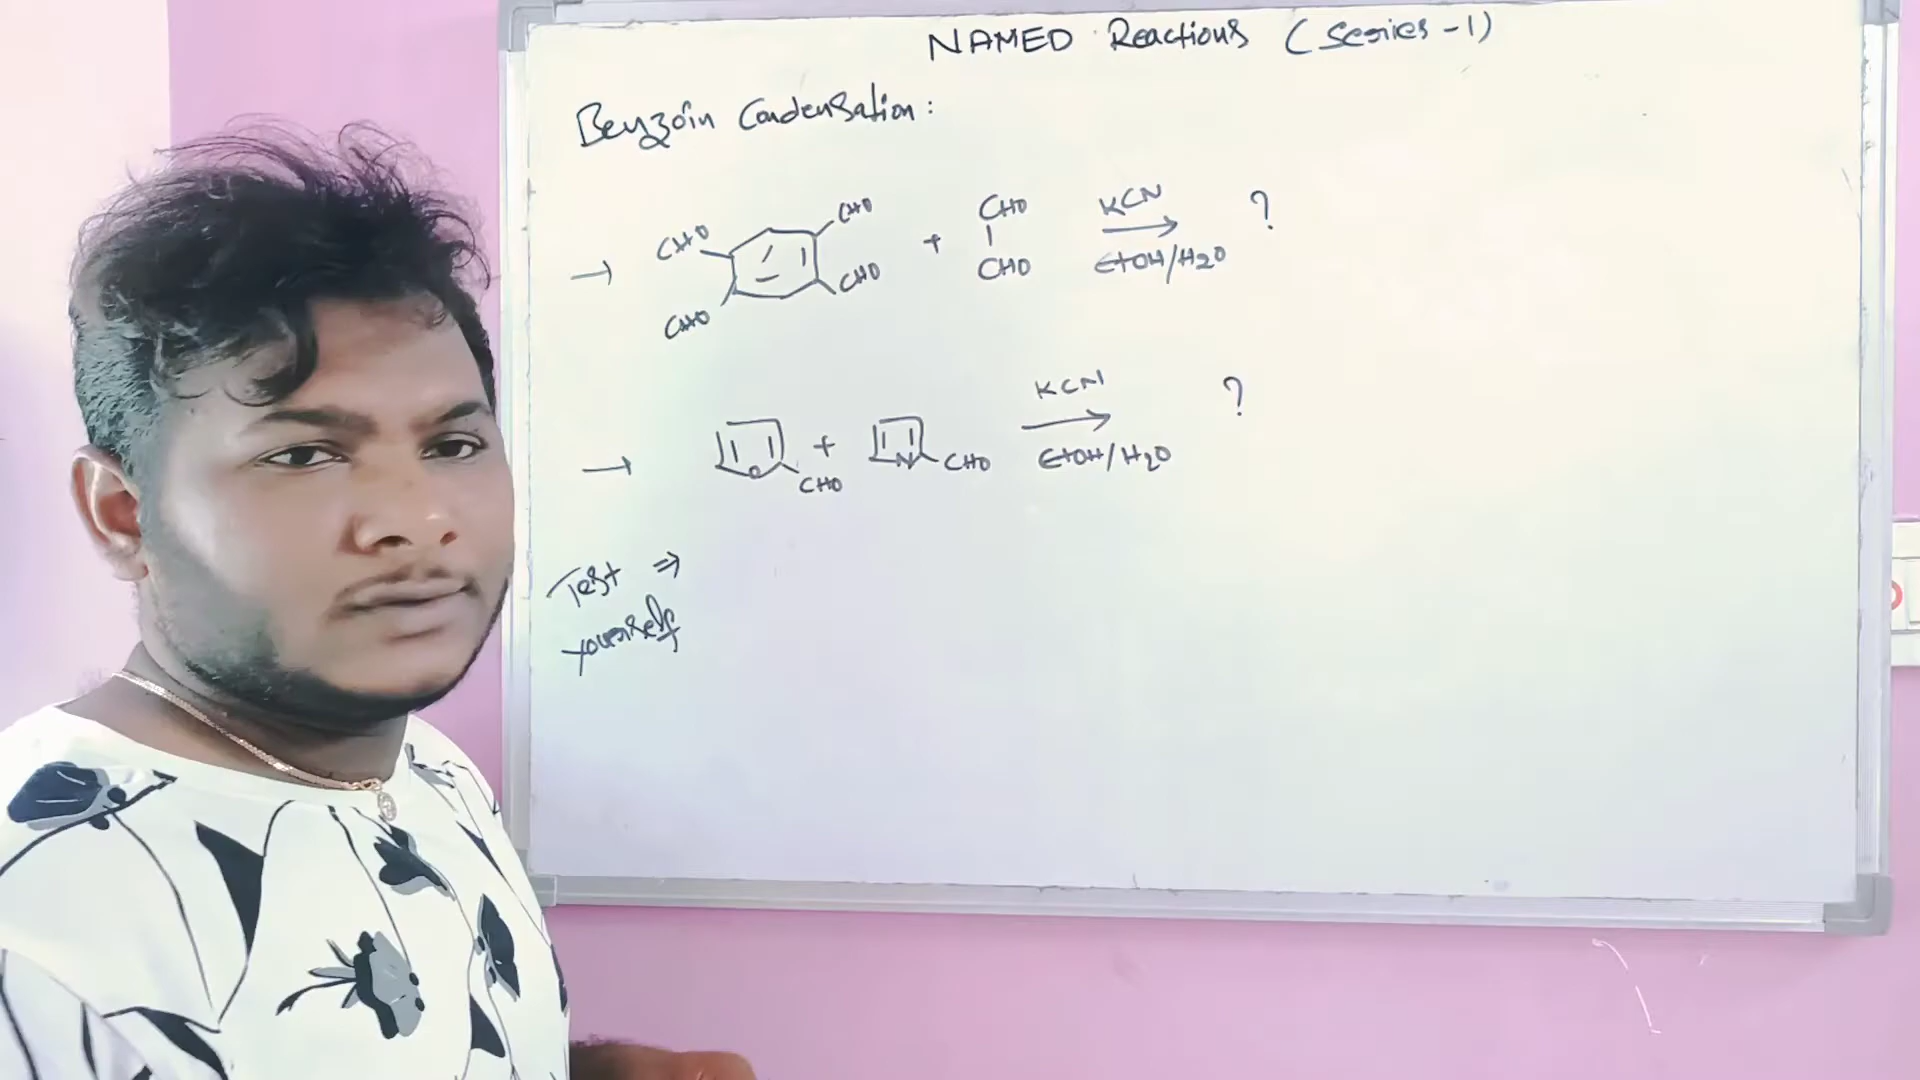 NAMED Reactions (Series-1)
Benzoin Condensation:
→ CHO CHO CHO CHO + CHO CHO KCN EtOH/H2O ?
→ O CHO + N CHO KCN EtOH/H2O ?
Test ⇒
yourself